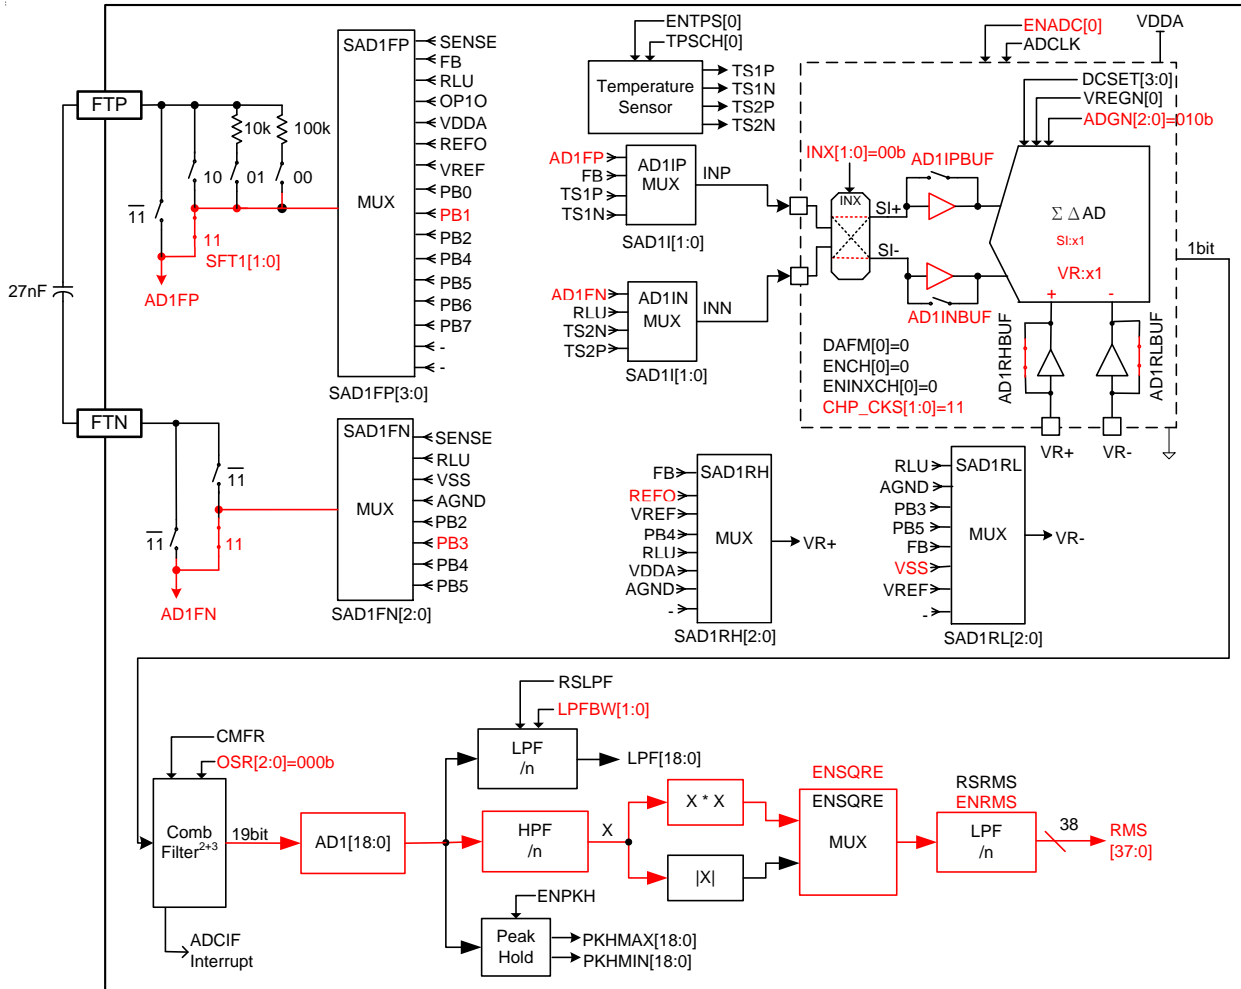 FTP
10k
100k
10
01
00
11
11
SFT1[1:0]
AD1FP
27nF
FTN
11
11
11
AD1FN
SAD1FP
MUX
SENSE
FB
RLU
OP1O
VDDA
REFO
VREF
PB0
PB1
PB2
PB4
PB5
PB6
PB7
-
-
SAD1FP[3:0]
SAD1FN
MUX
SENSE
RLU
VSS
AGND
PB2
PB3
PB4
PB5
SAD1FN[2:0]
ENTPS[0]
TPSCH[0]
Temperature
Sensor
TS1P
TS1N
TS2P
TS2N
AD1FP
FB
TS1P
TS1N
AD1IP
MUX
INP
SAD1I[1:0]
AD1FN
RLU
TS2N
TS2P
AD1IN
MUX
INN
SAD1I[1:0]
ENADC[0]
ADCLK
VDDA
DCSET[3:0]
VREGN[0]
ADGN[2:0]=010b
INX[1:0]=00b
INX
AD1IPBUF
SI+
SI-
AD1INBUF
Σ ΔAD
SI:x1
VR:x1
+
-
1bit
DAFM[0]=0
ENCH[0]=0
ENINXCH[0]=0
CHP_CKS[1:0]=11
AD1RHBUF
AD1RLBUF
VR+
VR-
FB
REFO
VREF
PB4
RLU
VDDA
AGND
-
SAD1RH
MUX
VR+
SAD1RH[2:0]
RLU
AGND
PB3
PB5
FB
VSS
VREF
-
SAD1RL
MUX
VR-
SAD1RL[2:0]
CMFR
OSR[2:0]=000b
Comb
Filter2+3
19bit
ADCIF
Interrupt
AD1[18:0]
RSLPF
LPFBW[1:0]
LPF
/n
LPF[18:0]
HPF
/n
X
ENPKH
Peak
Hold
PKHMAX[18:0]
PKHMIN[18:0]
X * X
|X|
ENSQRE
ENSQRE
MUX
RSRMS
ENRMS
LPF
/n
38
RMS
[37:0]